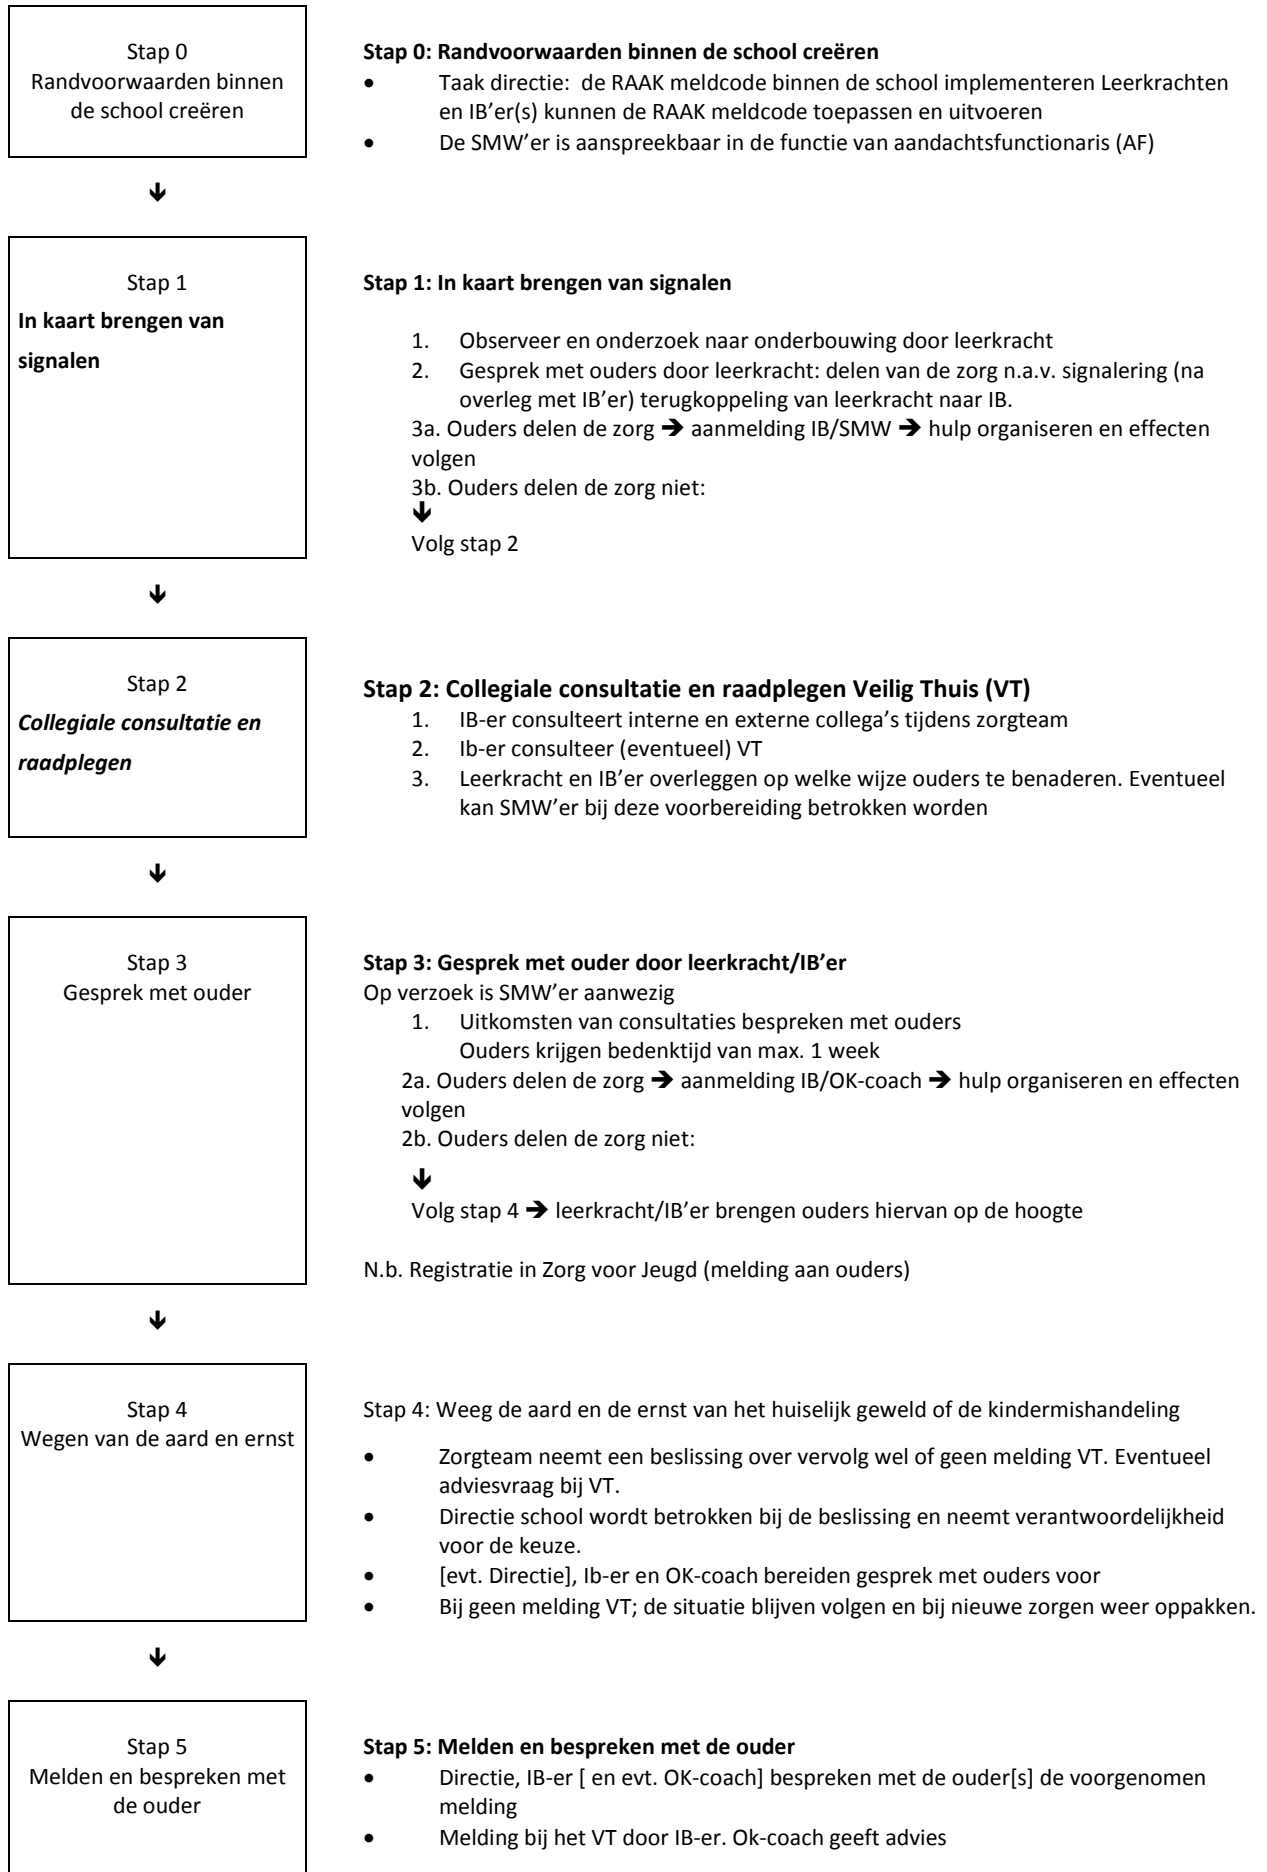 Stap 0
Randvoorwaarden binnen
de school creëren
Stap 0: Randvoorwaarden binnen de school creëren
• Taak directie:  de RAAK meldcode binnen de school implementeren Leerkrachten
en IB’er(s) kunnen de RAAK meldcode toepassen en uitvoeren
• De SMW’er is aanspreekbaar in de functie van aandachtsfunctionaris (AF)
🡻
Stap 1
In kaart brengen van
signalen
Stap 1: In kaart brengen van signalen
1. Observeer en onderzoek naar onderbouwing door leerkracht
2. Gesprek met ouders door leerkracht: delen van de zorg n.a.v. signalering (na
overleg met IB’er) terugkoppeling van leerkracht naar IB.
3a. Ouders delen de zorg ➔ aanmelding IB/SMW ➔ hulp organiseren en effecten
volgen
3b. Ouders delen de zorg niet:
🡻
Volg stap 2
🡻
Stap 2
Collegiale consultatie en
raadplegen
Stap 2: Collegiale consultatie en raadplegen Veilig Thuis (VT)
1. IB-er consulteert interne en externe collega’s tijdens zorgteam
2. Ib-er consulteer (eventueel) VT
3. Leerkracht en IB’er overleggen op welke wijze ouders te benaderen. Eventueel
kan SMW’er bij deze voorbereiding betrokken worden
🡻
Stap 3
Gesprek met ouder
Stap 3: Gesprek met ouder door leerkracht/IB’er
Op verzoek is SMW’er aanwezig
1. Uitkomsten van consultaties bespreken met ouders
Ouders krijgen bedenktijd van max. 1 week
2a. Ouders delen de zorg ➔ aanmelding IB/OK-coach ➔ hulp organiseren en effecten
volgen
2b. Ouders delen de zorg niet:
🡻
Volg stap 4 ➔ leerkracht/IB’er brengen ouders hiervan op de hoogte
N.b. Registratie in Zorg voor Jeugd (melding aan ouders)
🡻
Stap 4
Wegen van de aard en ernst
Stap 4: Weeg de aard en de ernst van het huiselijk geweld of de kindermishandeling
• Zorgteam neemt een beslissing over vervolg wel of geen melding VT. Eventueel
adviesvraag bij VT.
• Directie school wordt betrokken bij de beslissing en neemt verantwoordelijkheid
voor de keuze.
• [evt. Directie], Ib-er en OK-coach bereiden gesprek met ouders voor
• Bij geen melding VT; de situatie blijven volgen en bij nieuwe zorgen weer oppakken.
🡻
Stap 5
Melden en bespreken met
de ouder
Stap 5: Melden en bespreken met de ouder
• Directie, IB-er [ en evt. OK-coach] bespreken met de ouder[s] de voorgenomen
melding
• Melding bij het VT door IB-er. Ok-coach geeft advies